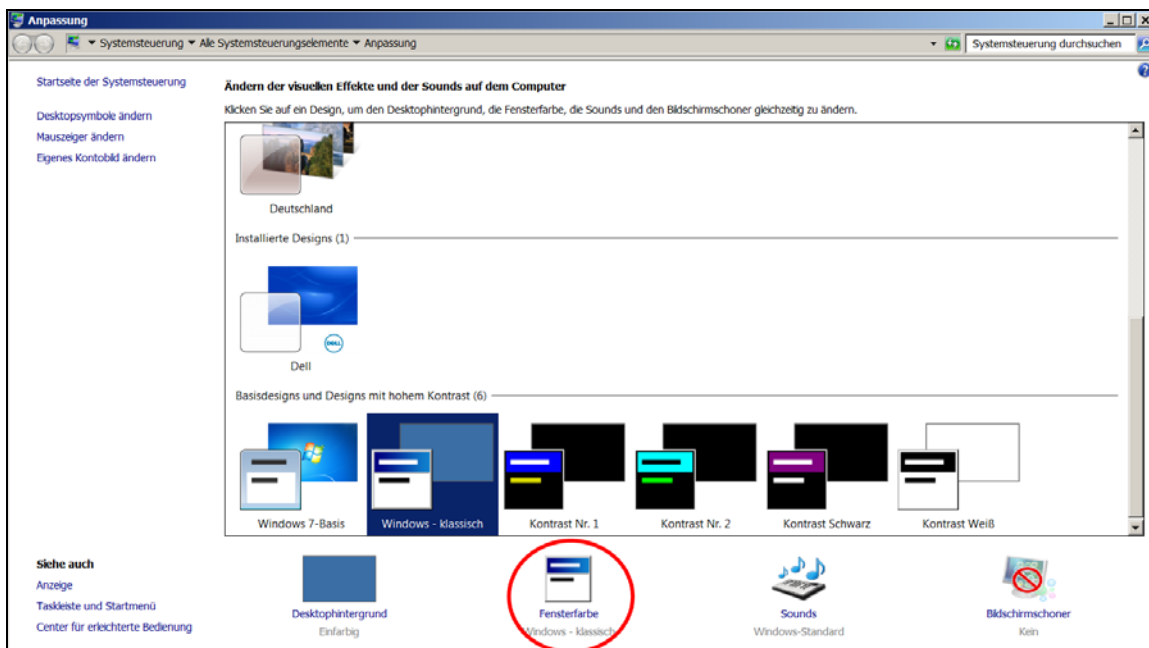 Anpassung
Systemsteuerung Alle Systemsteuerungselemente Anpassung
Systemsteuerung durchsuchen
Startseite der Systemsteuerung
Desktopsymbole ändern
Mauszeiger ändern
Eigenes Kontobild ändern
Ändern der visuellen Effekte und der Sounds auf dem Computer
Klicken Sie auf ein Design, um den Desktophintergrund, die Fensterfarbe, die Sounds und den Bildschirmschoner gleichzeitig zu ändern.
Deutschland
Installierte Designs (1)
DELL
Dell
Basisdesigns und Designs mit hohem Kontrast (6)
Windows 7-Basis Windows - klassisch Kontrast Nr. 1 Kontrast Nr. 2 Kontrast Schwarz Kontrast Weiß
Siehe auch
Anzeige
Taskleiste und Startmenü
Center für erleichterte Bedienung
Desktophintergrund
Einfarbig
Fensterfarbe
Windows - klassisch
Sounds
Windows-Standard
Bildschirmschoner
Kein